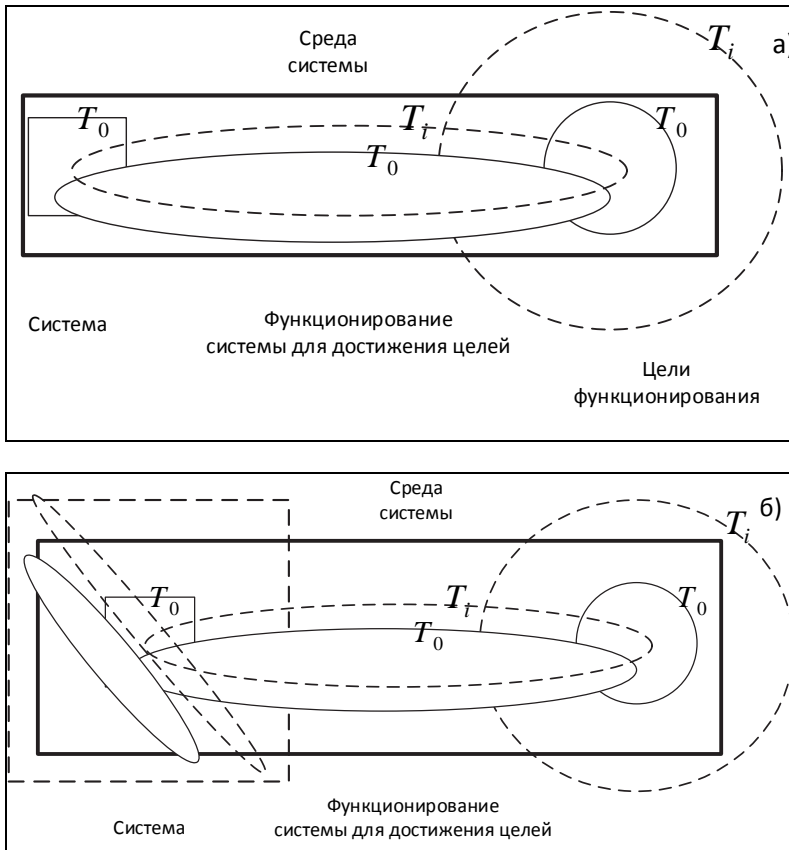 Среда
системы
T_i
а)
T_0
T_i
T_0
T_0
Система
Функционирование
системы для достижения целей
Цели
функционирования
Среда
системы
T_i
б)
T_0
T_i
T_0
T_0
Функционирование
системы для достижения целей
Система